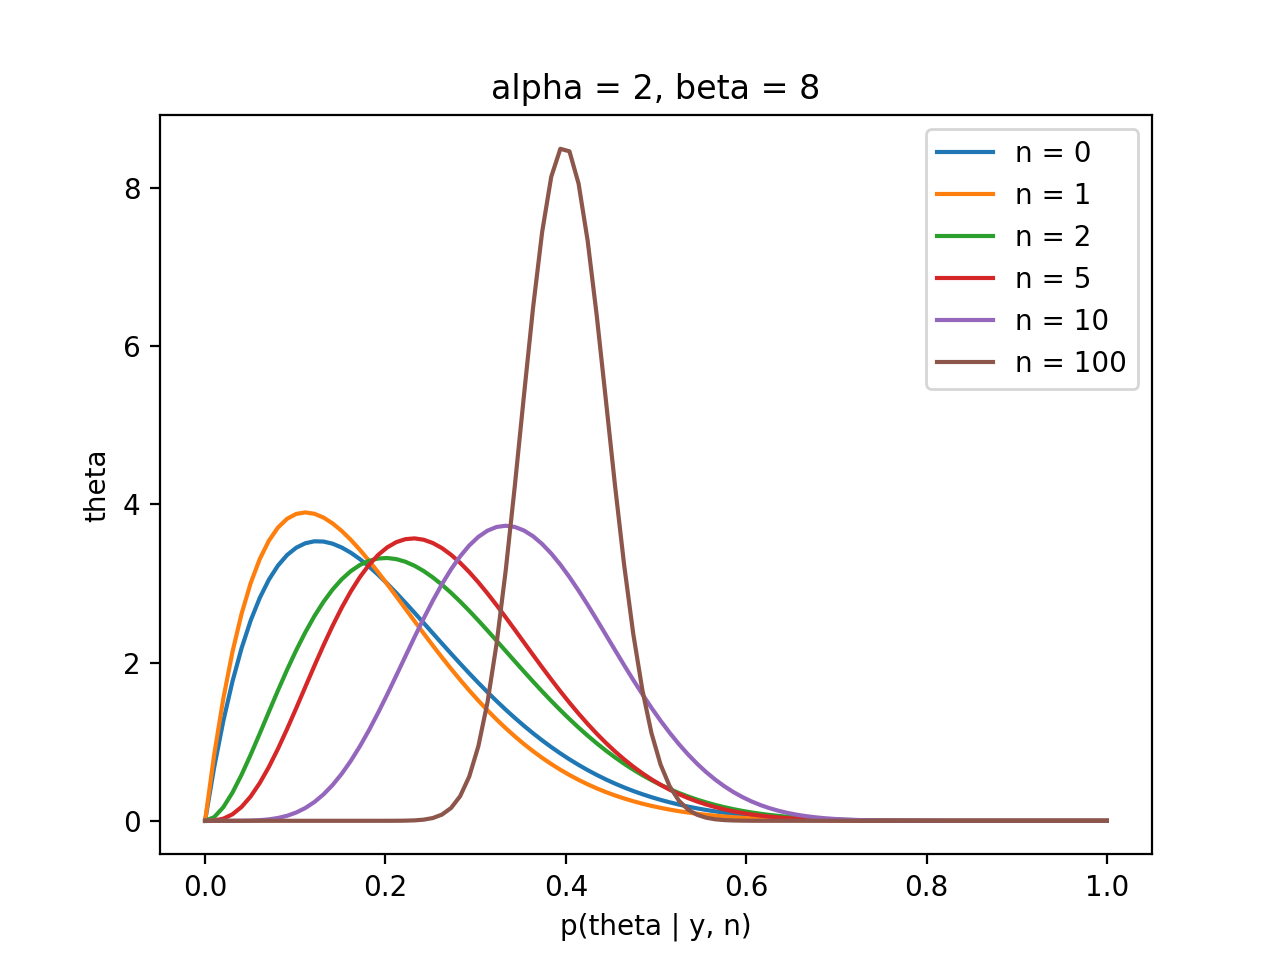 alpha = 2, beta = 8
n = 0
n = 1
n = 2
n = 5
n = 10
n = 100
theta
8
6
4
2
0
0.0 0.2 0.4 0.6 0.8 1.0
p(theta | y, n)